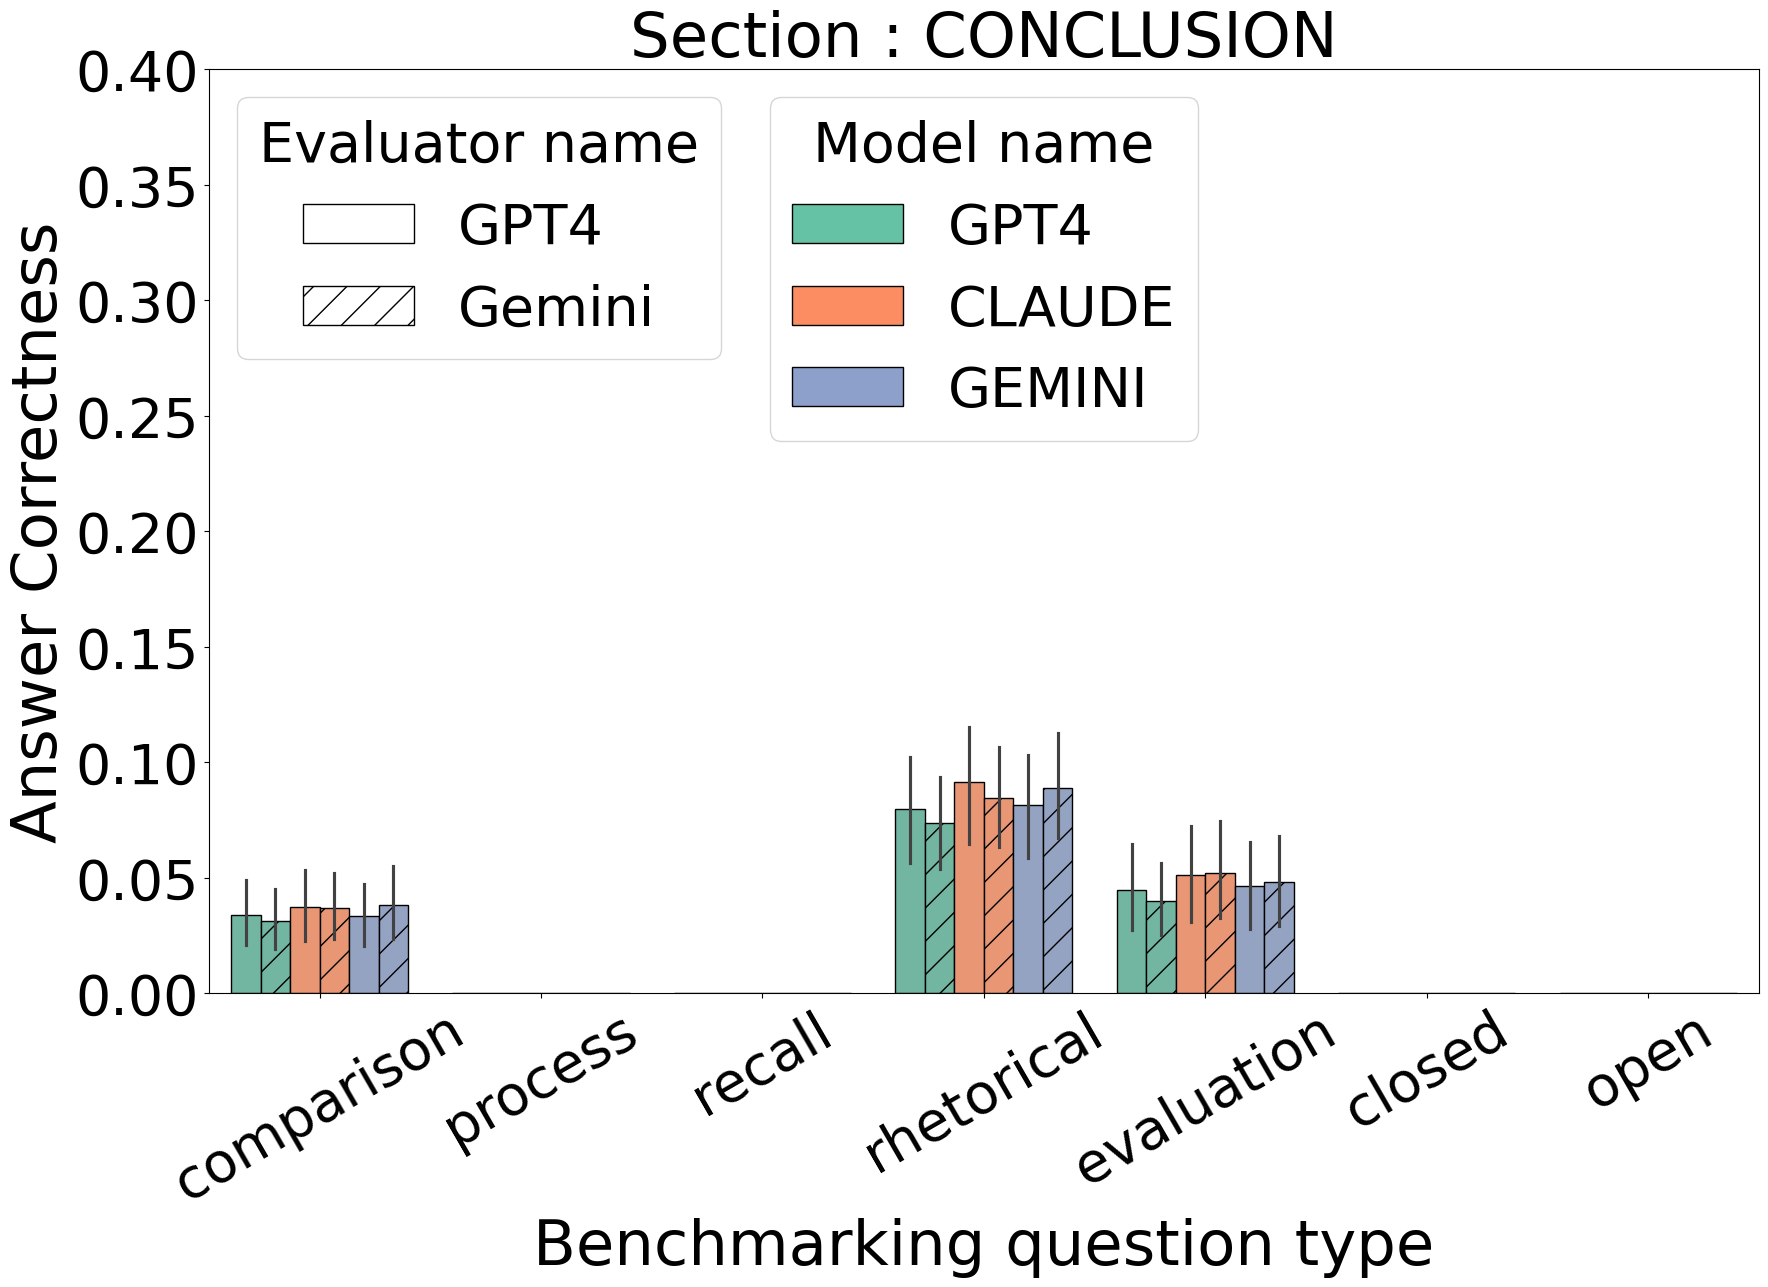 Section : CONCLUSION
0.40
0.35
0.30
0.25
0.20
0.15
0.10
0.05
0.00
Answer Correctness
Evaluator name
GPT4
Gemini
Model name
GPT4
CLAUDE
GEMINI
comparison
process
recall
rhetorical
evaluation
closed
open
Benchmarking question type